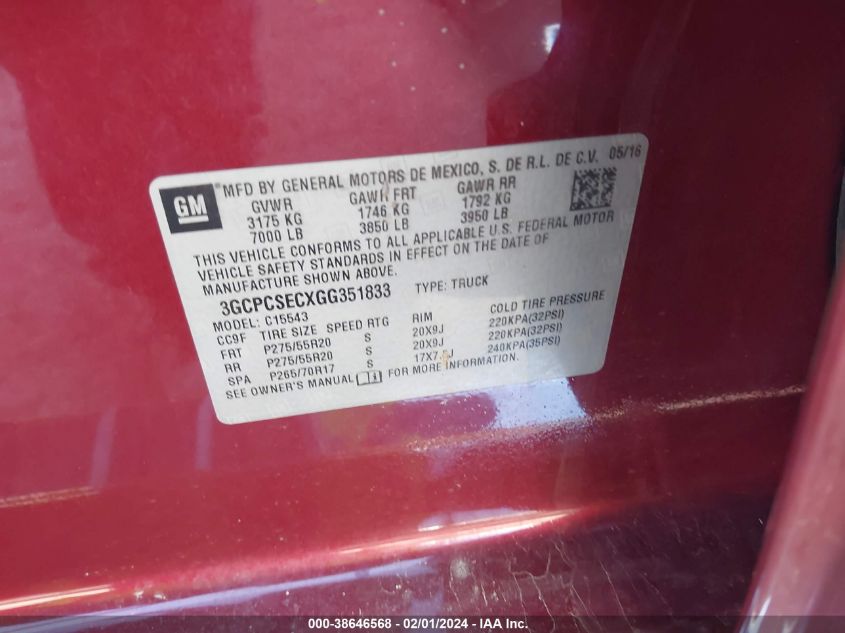 GM
MFD BY GENERAL MOTORS DE MEXICO, S. DE R.L. DE C.V. 05/16
GVWR GAWR FRT GAWR RR
3175 KG 1746 KG 1792 KG
7000 LB 3850 LB 3950 LB
THIS VEHICLE CONFORMS TO ALL APPLICABLE U.S. FEDERAL MOTOR
VEHICLE SAFETY STANDARDS IN EFFECT ON THE DATE OF
MANUFACTURE SHOWN ABOVE.
3GCPCSECXGG351833 TYPE: TRUCK
MODEL: C15543
CC9F TIRE SIZE SPEED RTG RIM COLD TIRE PRESSURE
FRT P275/55R20 S 20X9J 220KPA(32PSI)
RR P275/55R20 S 20X9J 220KPA(32PSI)
SPA P265/70R17 S 240KPA(35PSI)
SEE OWNER'S MANUAL FOR MORE INFORMATION.
000-38646568 / 02/01/2024 - IAA Inc.